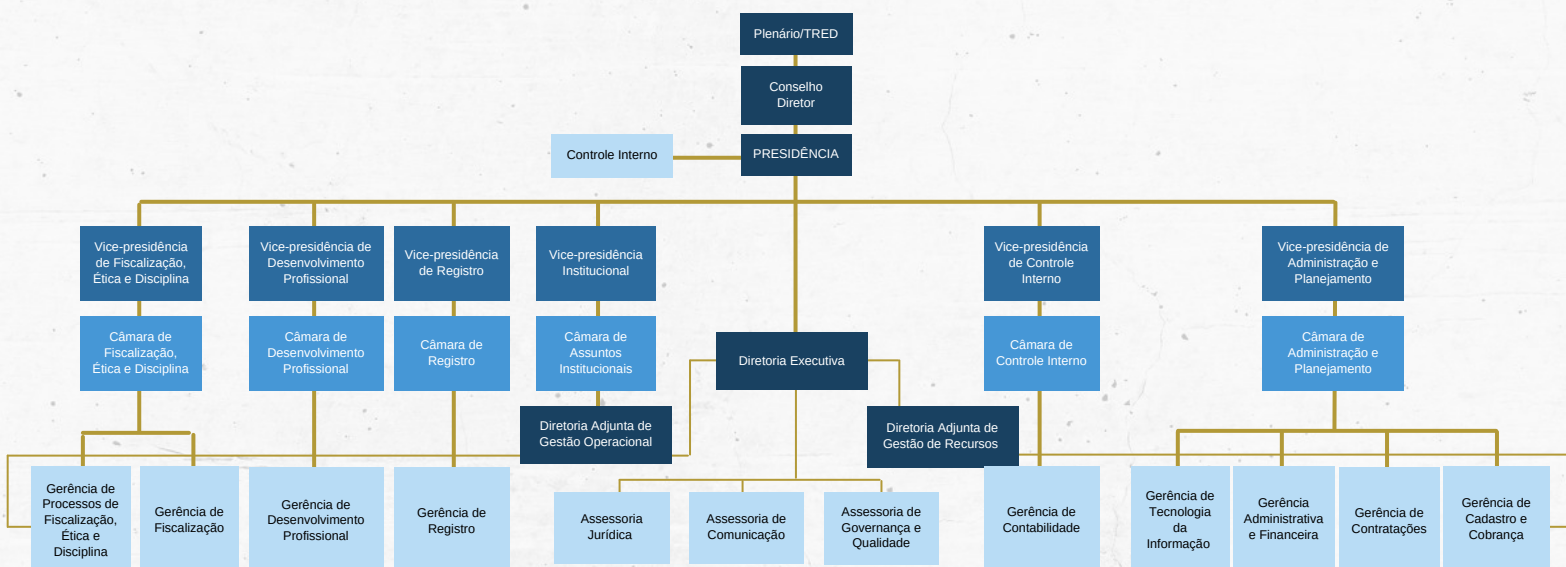 Plenário/TRED
Conselho
Diretor
Controle Interno
PRESIDÊNCIA
Vice-presidência
de Fiscalização,
Ética e Disciplina
Vice-presidência de
Desenvolvimento
Profissional
Vice-presidência
de Registro
Vice-presidência
Institucional
Vice-presidência
de Controle
Interno
Vice-presidência de
Administração e
Planejamento
Câmara de
Fiscalização,
Ética e Disciplina
Câmara de
Desenvolvimento
Profissional
Câmara de
Registro
Câmara de
Assuntos
Institucionais
Diretoria Executiva
Câmara de
Controle Interno
Câmara de
Administração e
Planejamento
Diretoria Adjunta de
Gestão Operacional
Diretoria Adjunta de
Gestão de Recursos
Gerência de
Processos de
Fiscalização,
Ética e
Disciplina
Gerência de
Fiscalização
Gerência de
Desenvolvimento
Profissional
Gerência de
Registro
Assessoria
Jurídica
Assessoria de
Comunicação
Assessoria de
Governança e
Qualidade
Gerência de
Contabilidade
Gerência de
Tecnologia
da
Informação
Gerência
Administrativa
e Financeira
Gerência de
Contratações
Gerência de
Cadastro e
Cobrança